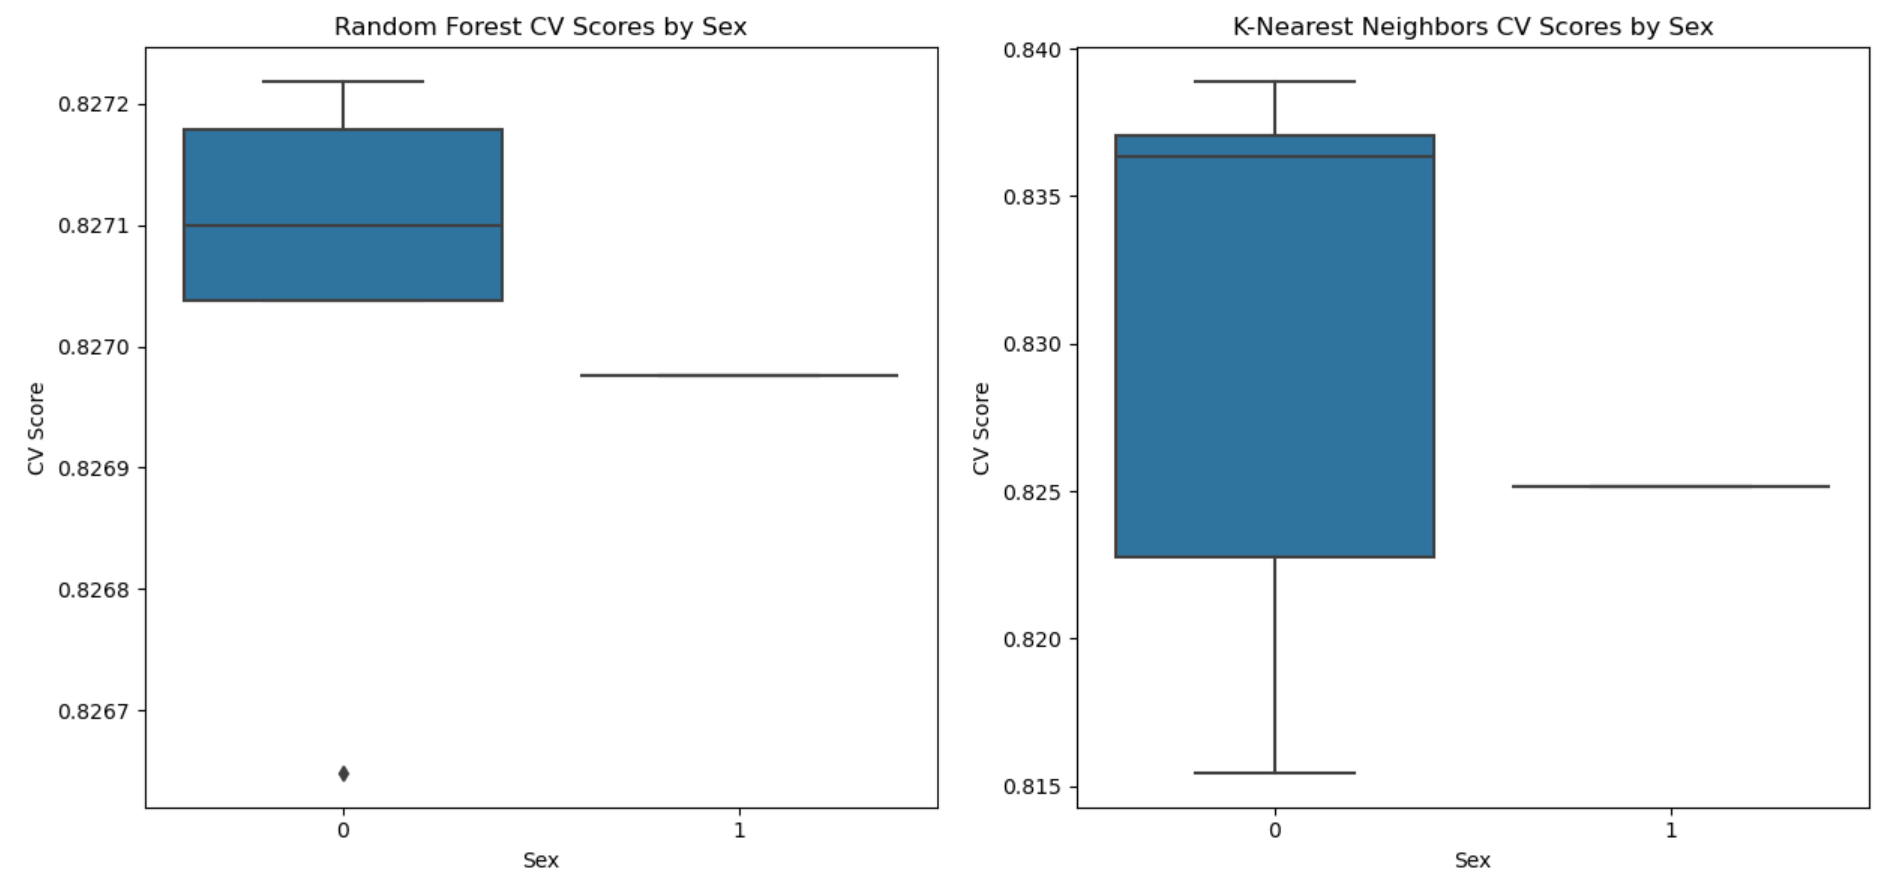 Random Forest CV Scores by Sex
CV Score
0.8272
0.8271
0.8270
0.8269
0.8268
0.8267
0
1
Sex
K-Nearest Neighbors CV Scores by Sex
CV Score
0.840
0.835
0.830
0.825
0.820
0.815
0
1
Sex